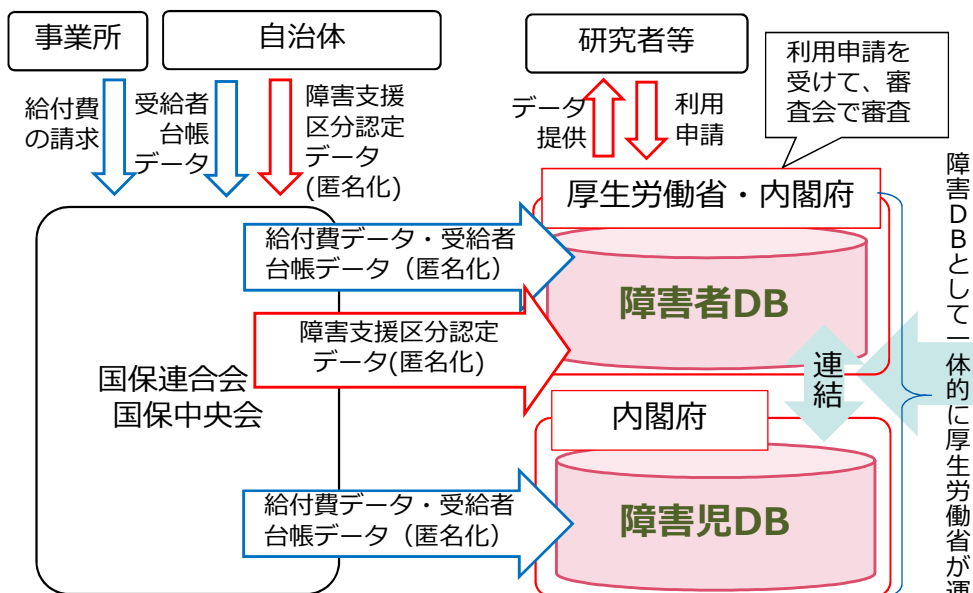 事業所
自治体
研究者等
利用申請を
受けて、審
査会で審査
給付費
の請求
受給者
台帳
データ
障害支援
区分認定
データ
(匿名化)
データ
提供
利用
申請
厚生労働省・内閣府
給付費データ・受給者
台帳データ（匿名化）
障害者DB
障害支援区分認定
データ(匿名化)
国保連合会
国保中央会
連結
内閣府
給付費データ・受給者
台帳データ（匿名化）
障害児DB
障害ＤＢとして一体的に厚生労働省が運